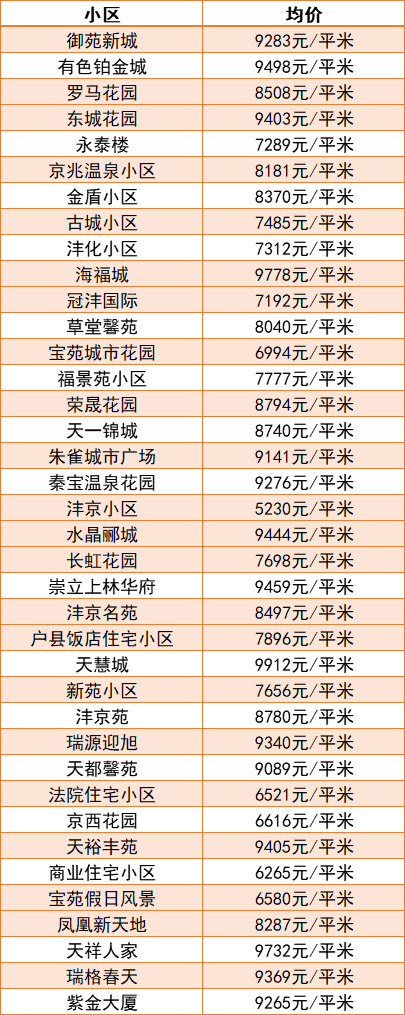 小区 均价
御苑新城 9283元/平米
有色铂金城 9498元/平米
罗马花园 8508元/平米
东城花园 9403元/平米
永泰楼 7289元/平米
京兆温泉小区 8181元/平米
金盾小区 8370元/平米
古城小区 7485元/平米
沣化小区 7312元/平米
海福城 9778元/平米
冠沣国际 7192元/平米
草堂馨苑 8040元/平米
宝苑城市花园 6994元/平米
福景苑小区 7777元/平米
荣晟花园 8794元/平米
天一锦城 8740元/平米
朱雀城市广场 9141元/平米
秦宝温泉花园 9276元/平米
沣京小区 5230元/平米
水晶郦城 9444元/平米
长虹花园 7698元/平米
崇立上林华府 9459元/平米
沣京名苑 8497元/平米
户县饭店住宅小区 7896元/平米
天慧城 9912元/平米
新苑小区 7656元/平米
沣京苑 8780元/平米
瑞源迎旭 9340元/平米
天都馨苑 9089元/平米
法院住宅小区 6521元/平米
京西花园 6616元/平米
天裕丰苑 9405元/平米
商业住宅小区 6265元/平米
宝苑假日风景 6580元/平米
凤凰新天地 8287元/平米
天祥人家 9732元/平米
瑞格春天 9369元/平米
紫金大厦 9265元/平米